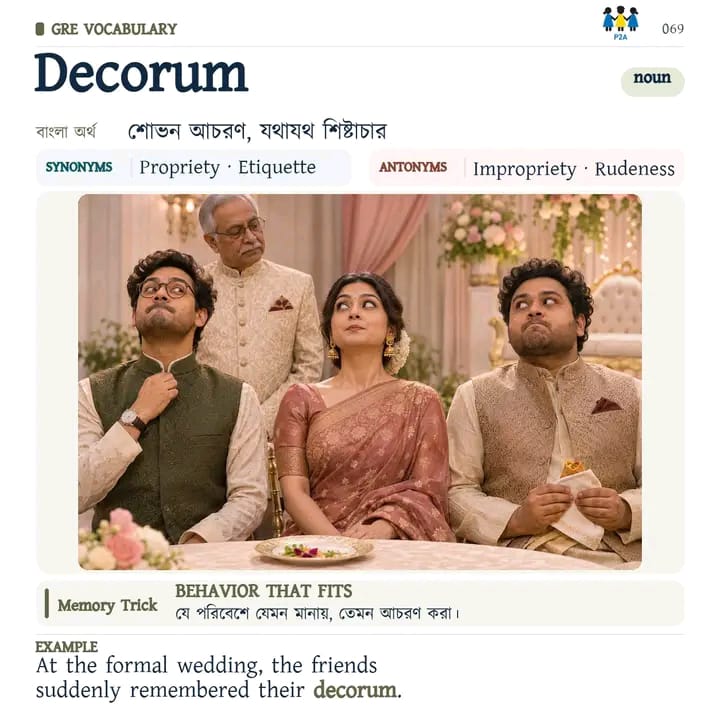 GRE VOCABULARY
P2A
069
Decorum
noun
বাংলা অর্থ শোভন আচরণ, যথাযথ শিষ্টাচার
SYNONYMS Propriety · Etiquette
ANTONYMS Impropriety · Rudeness
Memory Trick
BEHAVIOR THAT FITS
যে পরিবেশে যেমন মানায়, তেমন আচরণ করা।
EXAMPLE
At the formal wedding, the friends
suddenly remembered their decorum.